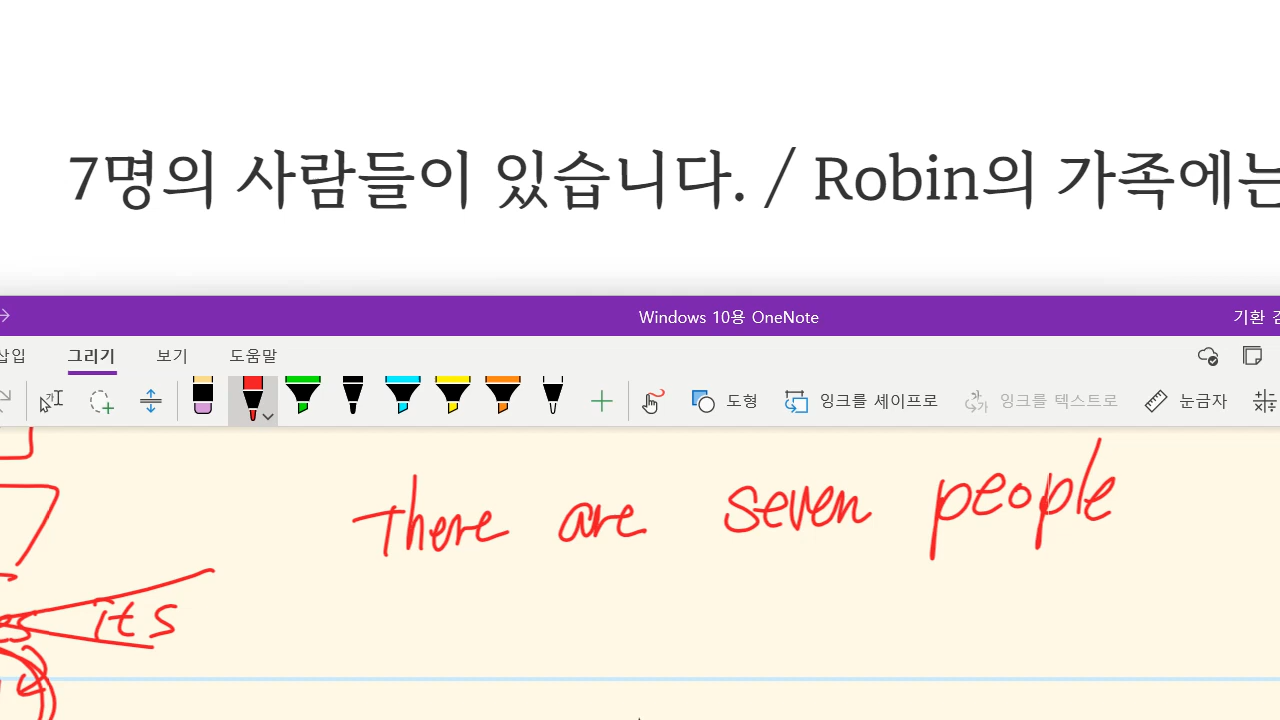 7명의 사람들이 있습니다. / Robin의 가족에는
Windows 10용 OneNote
기환
삽입 그리기 보기 도움말
도형 잉크를 셰이프로 잉크를 텍스트로 눈금자
There are seven people
its